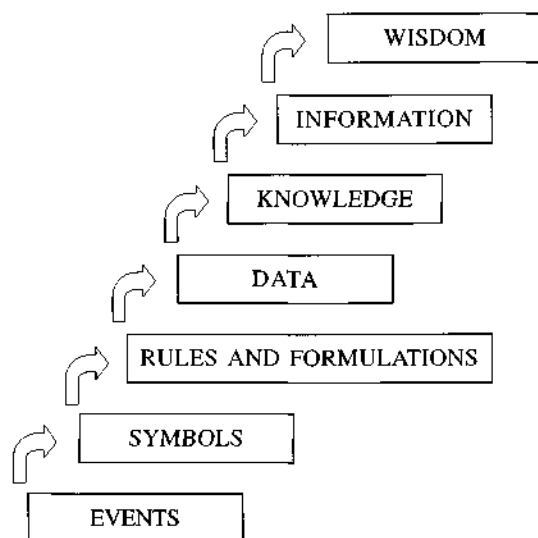 WISDOM
INFORMATION
KNOWLEDGE
DATA
RULES AND FORMULATIONS
SYMBOLS
EVENTS